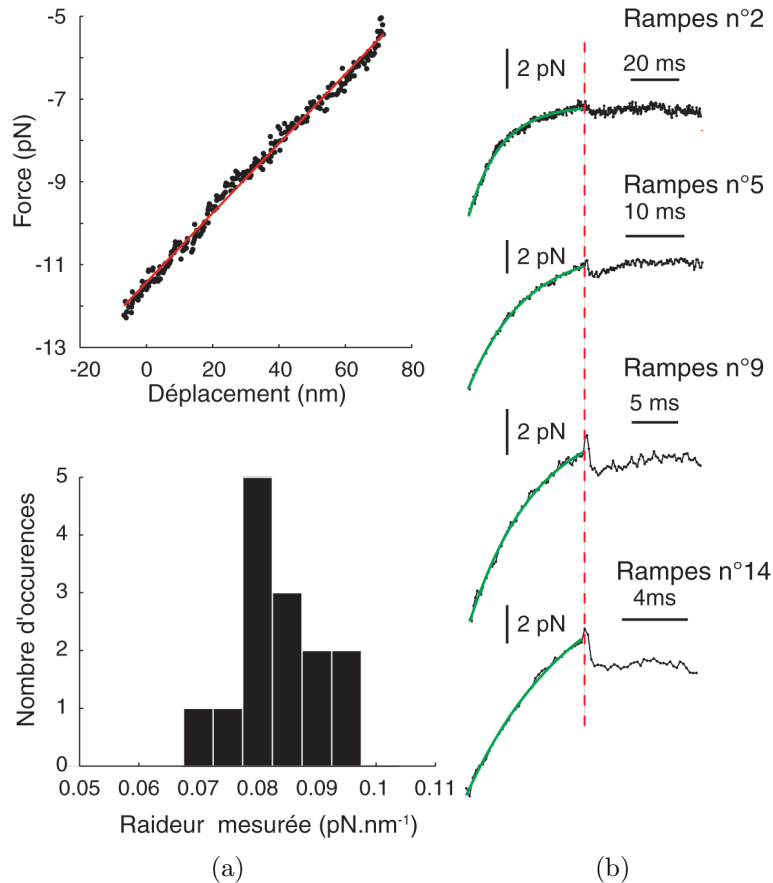 -5
-7
-9
-11
-13
Force (pN)
-20
0
20
40
60
80
Déplacement (nm)
5
4
3
2
1
0
Nombre d'occurences
0.05
0.06
0.07
0.08
0.09
0.1
0.11
Raideur mesurée (pN.nm⁻¹)
(a)
Rampes n°2
2 pN
20 ms
Rampes n°5
2 pN
10 ms
Rampes n°9
2 pN
5 ms
Rampes n°14
2 pN
4ms
(b)